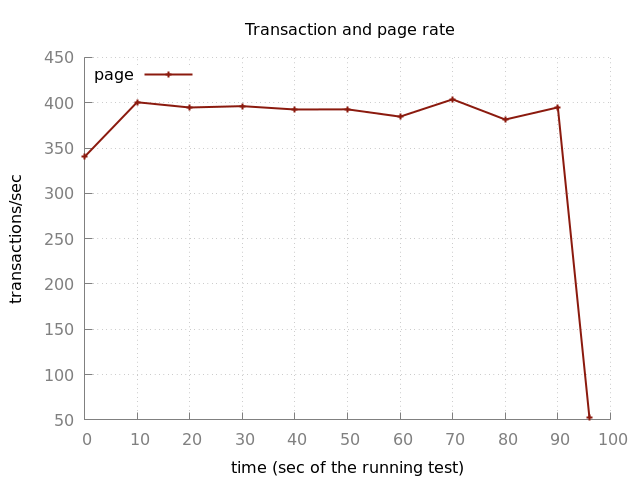 Transaction and page rate
page
450
400
350
300
250
200
150
100
50
0 10 20 30 40 50 60 70 80 90 100
transactions/sec
time (sec of the running test)